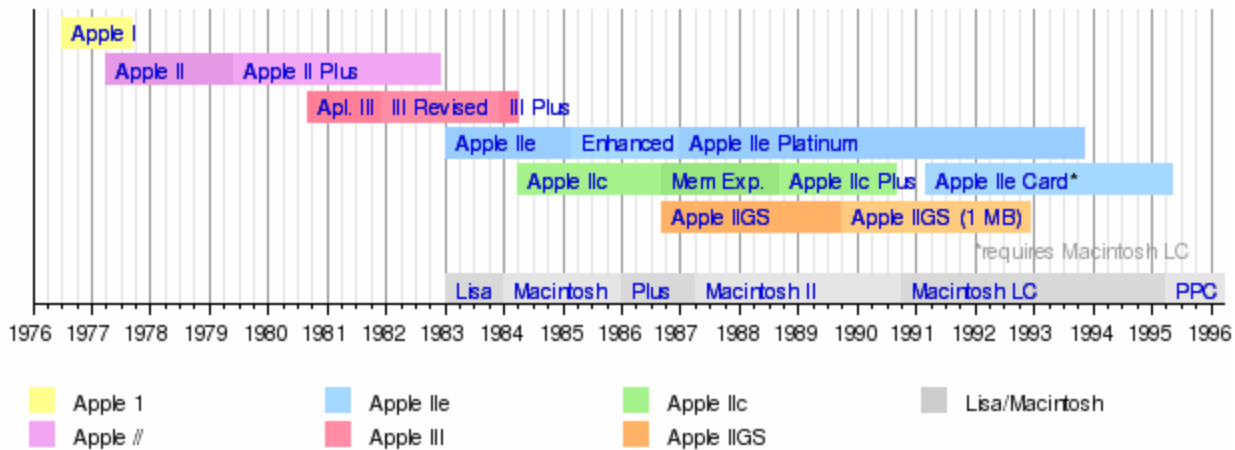 Apple I
Apple II Apple II Plus
Apl. III III Revised III Plus
Apple IIe Enhanced Apple IIe Platinum
Apple IIc Mem Exp. Apple IIc Plus Apple IIe Card*
Apple IIGS Apple IIGS (1 MB)
*requires Macintosh LC
Lisa Macintosh Plus Macintosh II Macintosh LC PPC
1976 1977 1978 1979 1980 1981 1982 1983 1984 1985 1986 1987 1988 1989 1990 1991 1992 1993 1994 1995 1996
Apple 1 Apple IIe Apple IIc Lisa/Macintosh
Apple // Apple III Apple IIGS